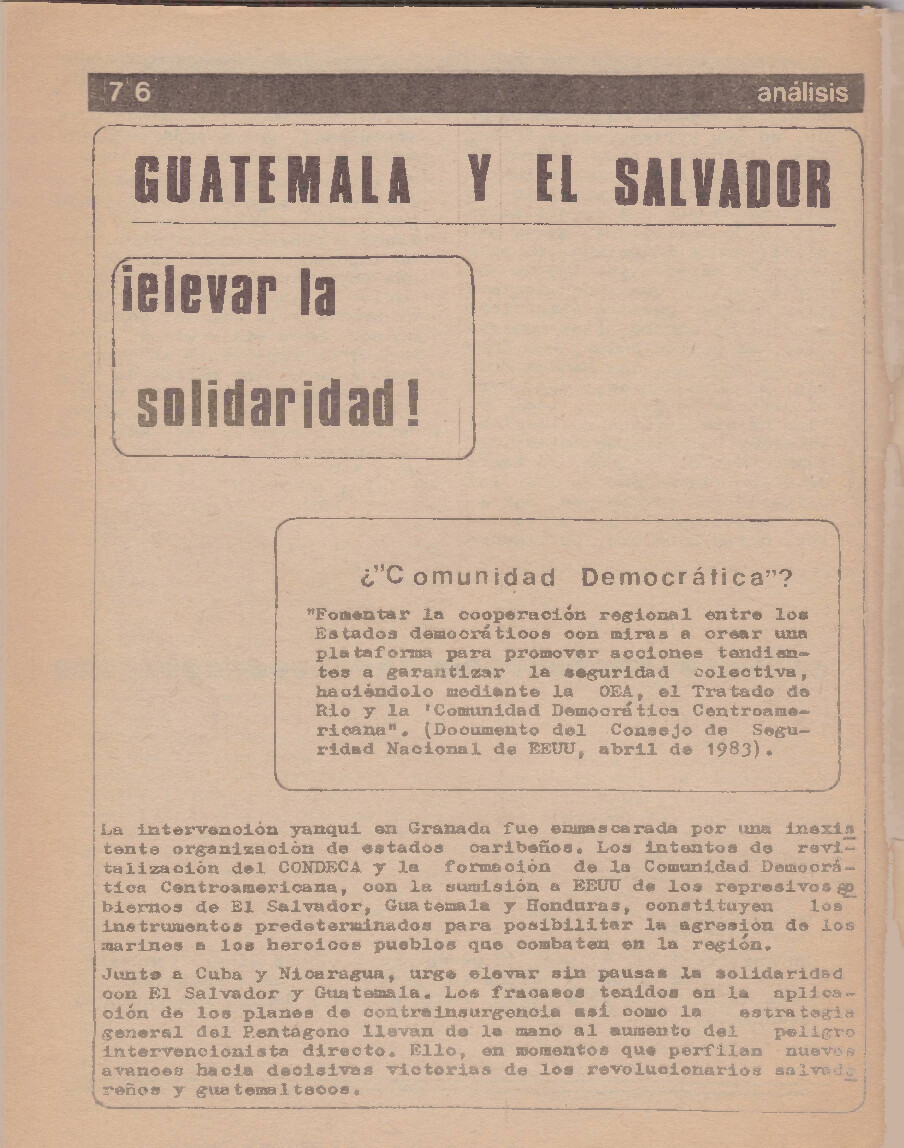 76 análisis
GUATEMALA Y EL SALVADOR
¡elevar la
solidaridad!
¿"Comunidad Democrática"?
"Fomentar la cooperación regional entre los
Estados democráticos con miras a crear una
plataforma para promover acciones tendien-
tes a garantizar la seguridad colectiva,
haciéndolo mediante la OEA, el Tratado de
Rio y la 'Comunidad Democrática Centroame-
ricana". (Documento del Consejo de Segu-
ridad Nacional de EEUU, abril de 1983).
La intervención yanqui en Granada fue enmascarada por una inexis
tente organización de estados caribeños. Los intentos de revi-
talización del CONDECA y la formación de la Comunidad Democrá-
tica Centroamericana, con la sumisión a EEUU de los represivos go
biernos de El Salvador, Guatemala y Honduras, constituyen los
instrumentos predeterminados para posibilitar la agresión de los
marines a los heroicos pueblos que combaten en la región.
Junto a Cuba y Nicaragua, urge elevar sin pausas la solidaridad
con El Salvador y Guatemala. Los fracasos tenidos en la aplica-
ción de los planes de contrainsurgencia así como la estrategia
general del Pentágono llevan de la mano al aumento del peligro
intervencionista directo. Ello, en momentos que perfilan nuevos
avances hacia decisivas victorias de los revolucionarios salvado
reños y guatemaltecos.